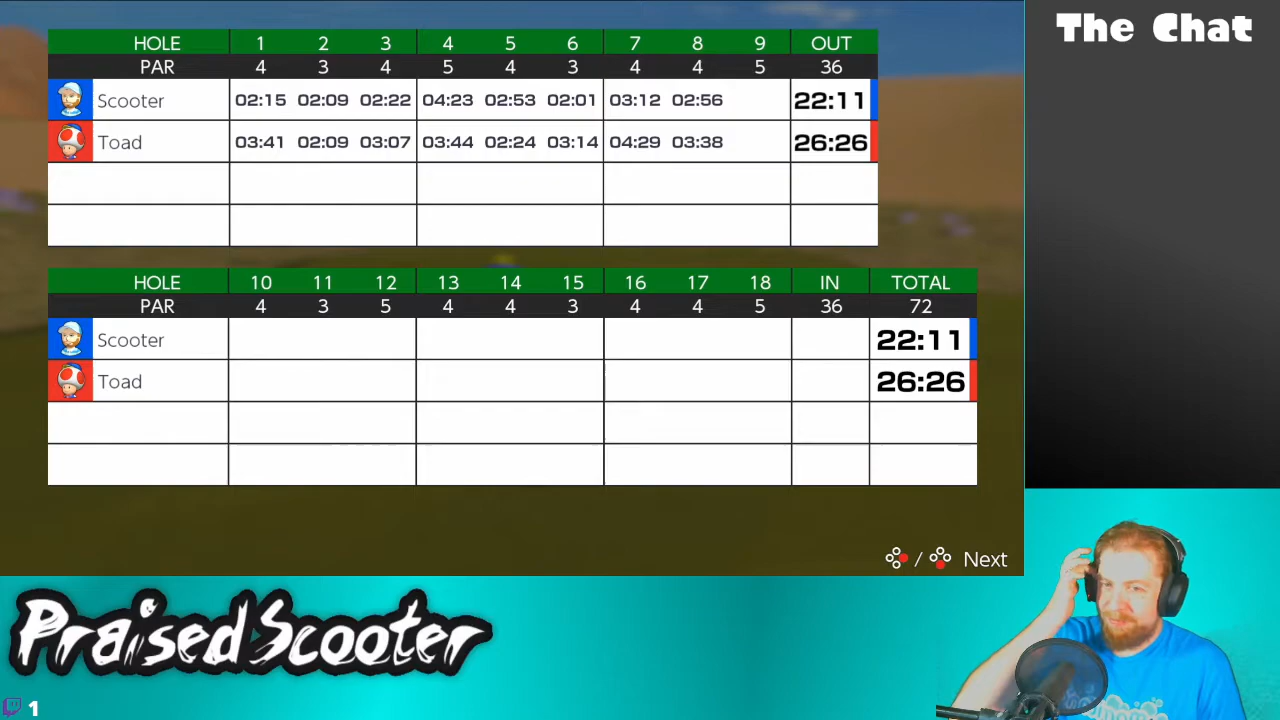 The Chat
HOLE 1 2 3 4 5 6 7 8 9 OUT
PAR 4 3 4 5 4 3 4 4 5 36
Scooter 02:15 02:09 02:22 04:23 02:53 02:01 03:12 02:56 22:11
Toad 03:41 02:09 03:07 03:44 02:24 03:14 04:29 03:38 26:26
HOLE 10 11 12 13 14 15 16 17 18 IN TOTAL
PAR 4 3 5 4 4 3 4 4 5 36 72
Scooter 22:11
Toad 26:26
/ Next
PraisedScooter
1